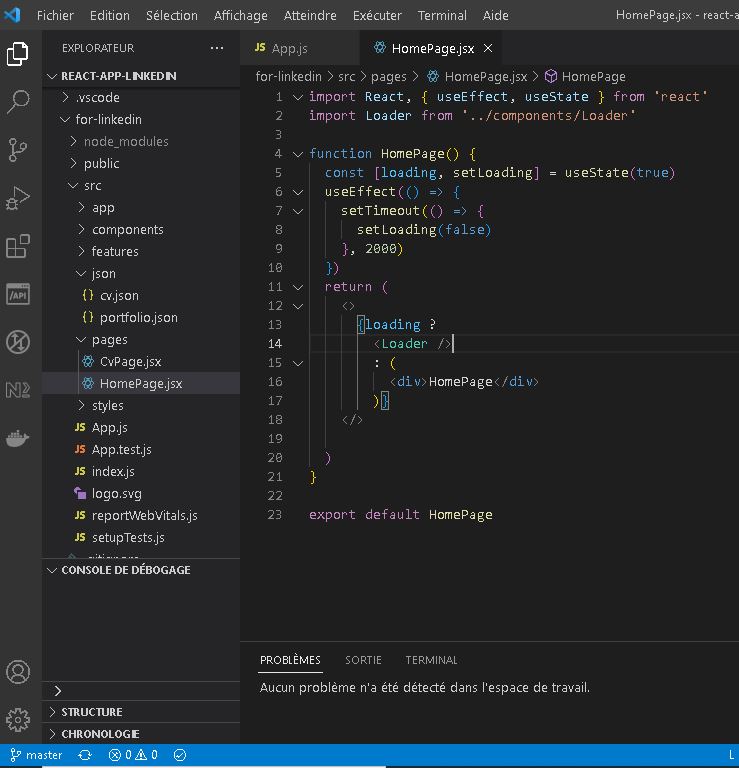 Fichier Edition Sélection Affichage Atteindre Exécuter Terminal Aide HomePage.jsx - react-a
EXPLORATEUR ···
REACT-APP-LINKEDIN
.vscode
for-linkedin
node_modules
public
src
app
components
features
json
{} cv.json
{} portfolio.json
pages
CvPage.jsx
HomePage.jsx
styles
JS App.js
JS App.test.js
JS index.js
logo.svg
JS reportWebVitals.js
JS setupTests.js
.gitignore
CONSOLE DE DÉBOGAGE
STRUCTURE
CHRONOLOGIE
JS App.js
HomePage.jsx ×
for-linkedin > src > pages > HomePage.jsx > HomePage
1 import React, { useEffect, useState } from 'react'
2 import Loader from '../components/Loader'
3
4 function HomePage() {
5 const [loading, setLoading] = useState(true)
6 useEffect(() => {
7 setTimeout(() => {
8 setLoading(false)
9 }, 2000)
10 })
11 return (
12 <>
13 {loading ?
14 <Loader />
15 : (
16 <div>HomePage</div>
17 )}
18 </>
19
20 )
21 }
22
23 export default HomePage
PROBLÈMES SORTIE TERMINAL
Aucun problème n'a été détecté dans l'espace de travail.
/API
N
master 0 0 L